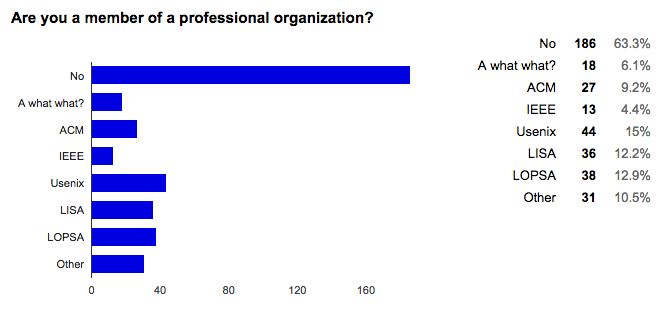 Are you a member of a professional organization?
No
A what what?
ACM
IEEE
Usenix
LISA
LOPSA
Other
0 40 80 120 160
No 186 63.3%
A what what? 18 6.1%
ACM 27 9.2%
IEEE 13 4.4%
Usenix 44 15%
LISA 36 12.2%
LOPSA 38 12.9%
Other 31 10.5%